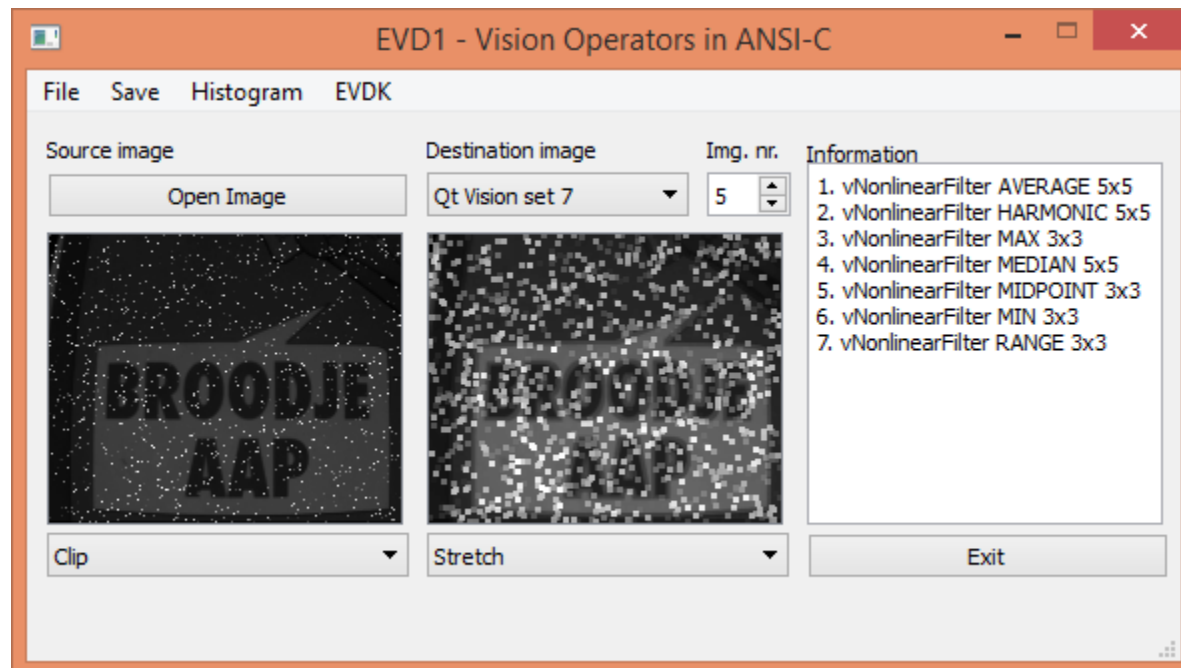 EVD1 - Vision Operators in ANSI-C
File Save Histogram EVDK
Source image
Destination image
Img. nr.
Information
Open Image
Qt Vision set 7
5
1. vNonlinearFilter AVERAGE 5x5
2. vNonlinearFilter HARMONIC 5x5
3. vNonlinearFilter MAX 3x3
4. vNonlinearFilter MEDIAN 5x5
5. vNonlinearFilter MIDPOINT 3x3
6. vNonlinearFilter MIN 3x3
7. vNonlinearFilter RANGE 3x3
BROODJE
AAP
BROODJE
AAP
Clip
Stretch
Exit